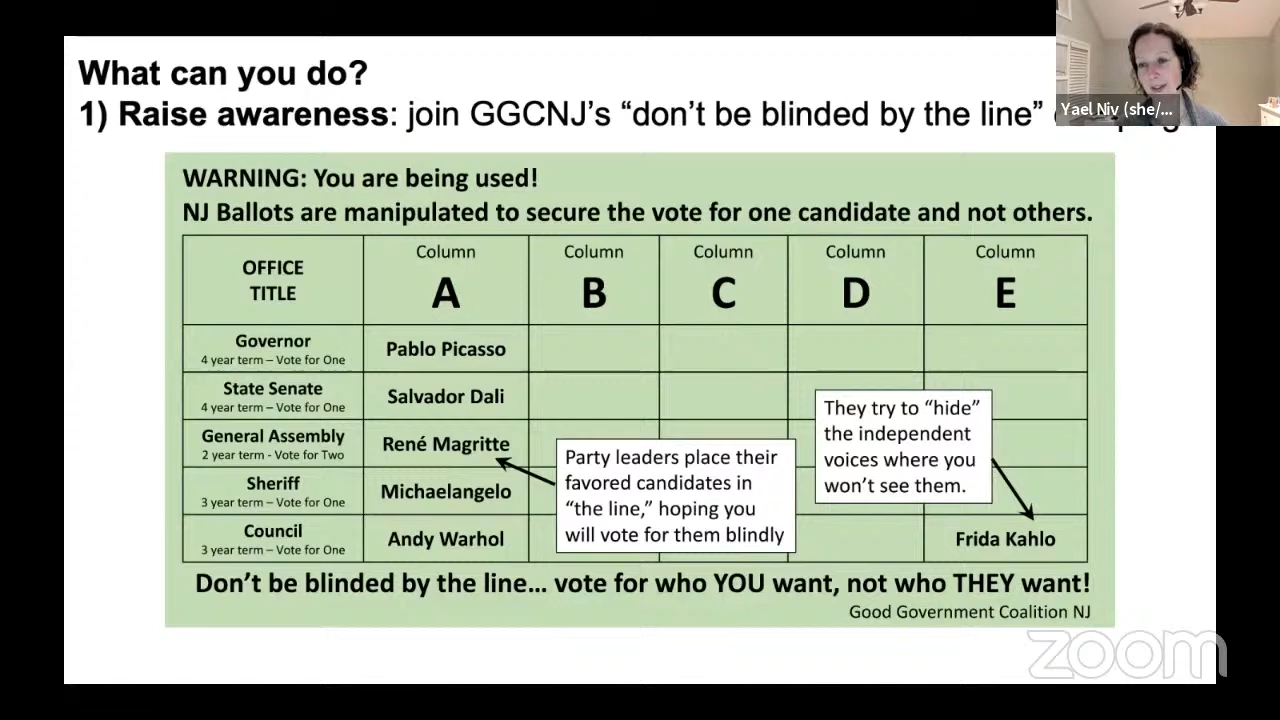 What can you do?
1) Raise awareness: join GGCNJ's “don't be blinded by the line”
Yael Niv (she/...
WARNING: You are being used!
NJ Ballots are manipulated to secure the vote for one candidate and not others.
OFFICE
TITLE
Column
A
Column
B
Column
C
Column
D
Column
E
Governor
4 year term – Vote for One
Pablo Picasso
State Senate
4 year term – Vote for One
Salvador Dali
General Assembly
2 year term - Vote for Two
René Magritte
Sheriff
3 year term – Vote for One
Michaelangelo
Council
3 year term – Vote for One
Andy Warhol
Frida Kahlo
Party leaders place their
favored candidates in
“the line,” hoping you
will vote for them blindly
They try to “hide”
the independent
voices where you
won't see them.
Don't be blinded by the line... vote for who YOU want, not who THEY want!
Good Government Coalition NJ
zoom